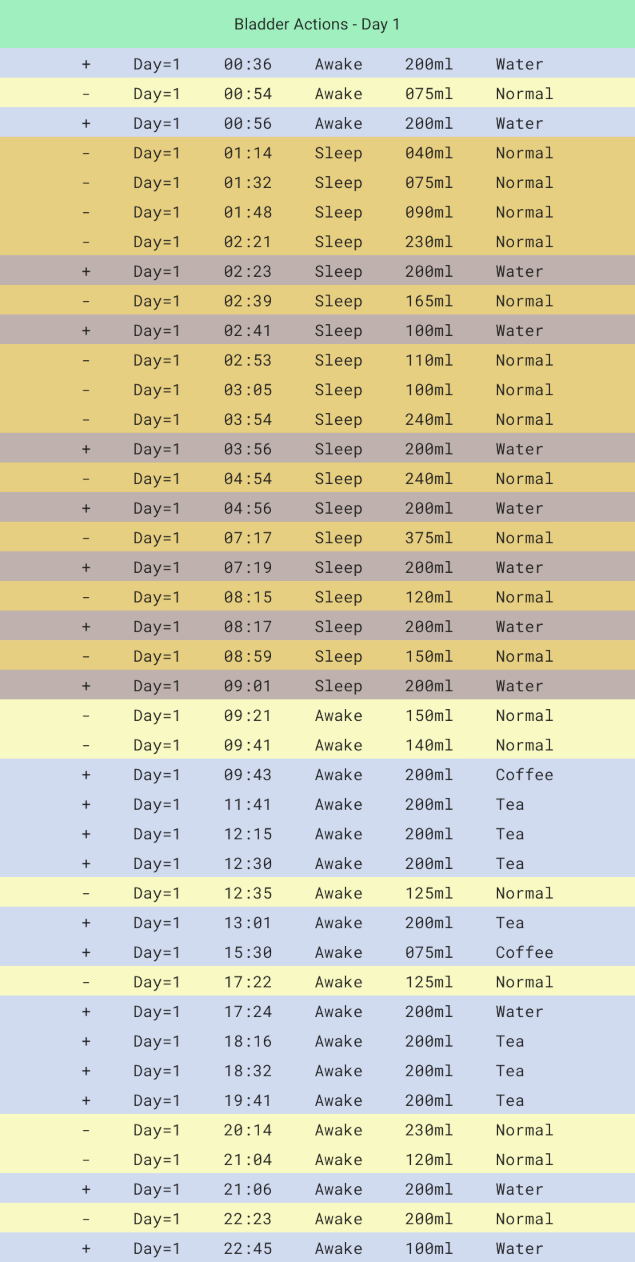 Bladder Actions - Day 1
+ Day=1 00:36 Awake 200ml Water
- Day=1 00:54 Awake 075ml Normal
+ Day=1 00:56 Awake 200ml Water
- Day=1 01:14 Sleep 040ml Normal
- Day=1 01:32 Sleep 075ml Normal
- Day=1 01:48 Sleep 090ml Normal
- Day=1 02:21 Sleep 230ml Normal
+ Day=1 02:23 Sleep 200ml Water
- Day=1 02:39 Sleep 165ml Normal
+ Day=1 02:41 Sleep 100ml Water
- Day=1 02:53 Sleep 110ml Normal
- Day=1 03:05 Sleep 100ml Normal
- Day=1 03:54 Sleep 240ml Normal
+ Day=1 03:56 Sleep 200ml Water
- Day=1 04:54 Sleep 240ml Normal
+ Day=1 04:56 Sleep 200ml Water
- Day=1 07:17 Sleep 375ml Normal
+ Day=1 07:19 Sleep 200ml Water
- Day=1 08:15 Sleep 120ml Normal
+ Day=1 08:17 Sleep 200ml Water
- Day=1 08:59 Sleep 150ml Normal
+ Day=1 09:01 Sleep 200ml Water
- Day=1 09:21 Awake 150ml Normal
- Day=1 09:41 Awake 140ml Normal
+ Day=1 09:43 Awake 200ml Coffee
+ Day=1 11:41 Awake 200ml Tea
+ Day=1 12:15 Awake 200ml Tea
+ Day=1 12:30 Awake 200ml Tea
- Day=1 12:35 Awake 125ml Normal
+ Day=1 13:01 Awake 200ml Tea
+ Day=1 15:30 Awake 075ml Coffee
- Day=1 17:22 Awake 125ml Normal
+ Day=1 17:24 Awake 200ml Water
+ Day=1 18:16 Awake 200ml Tea
+ Day=1 18:32 Awake 200ml Tea
+ Day=1 19:41 Awake 200ml Tea
- Day=1 20:14 Awake 230ml Normal
- Day=1 21:04 Awake 120ml Normal
+ Day=1 21:06 Awake 200ml Water
- Day=1 22:23 Awake 200ml Normal
+ Day=1 22:45 Awake 100ml Water